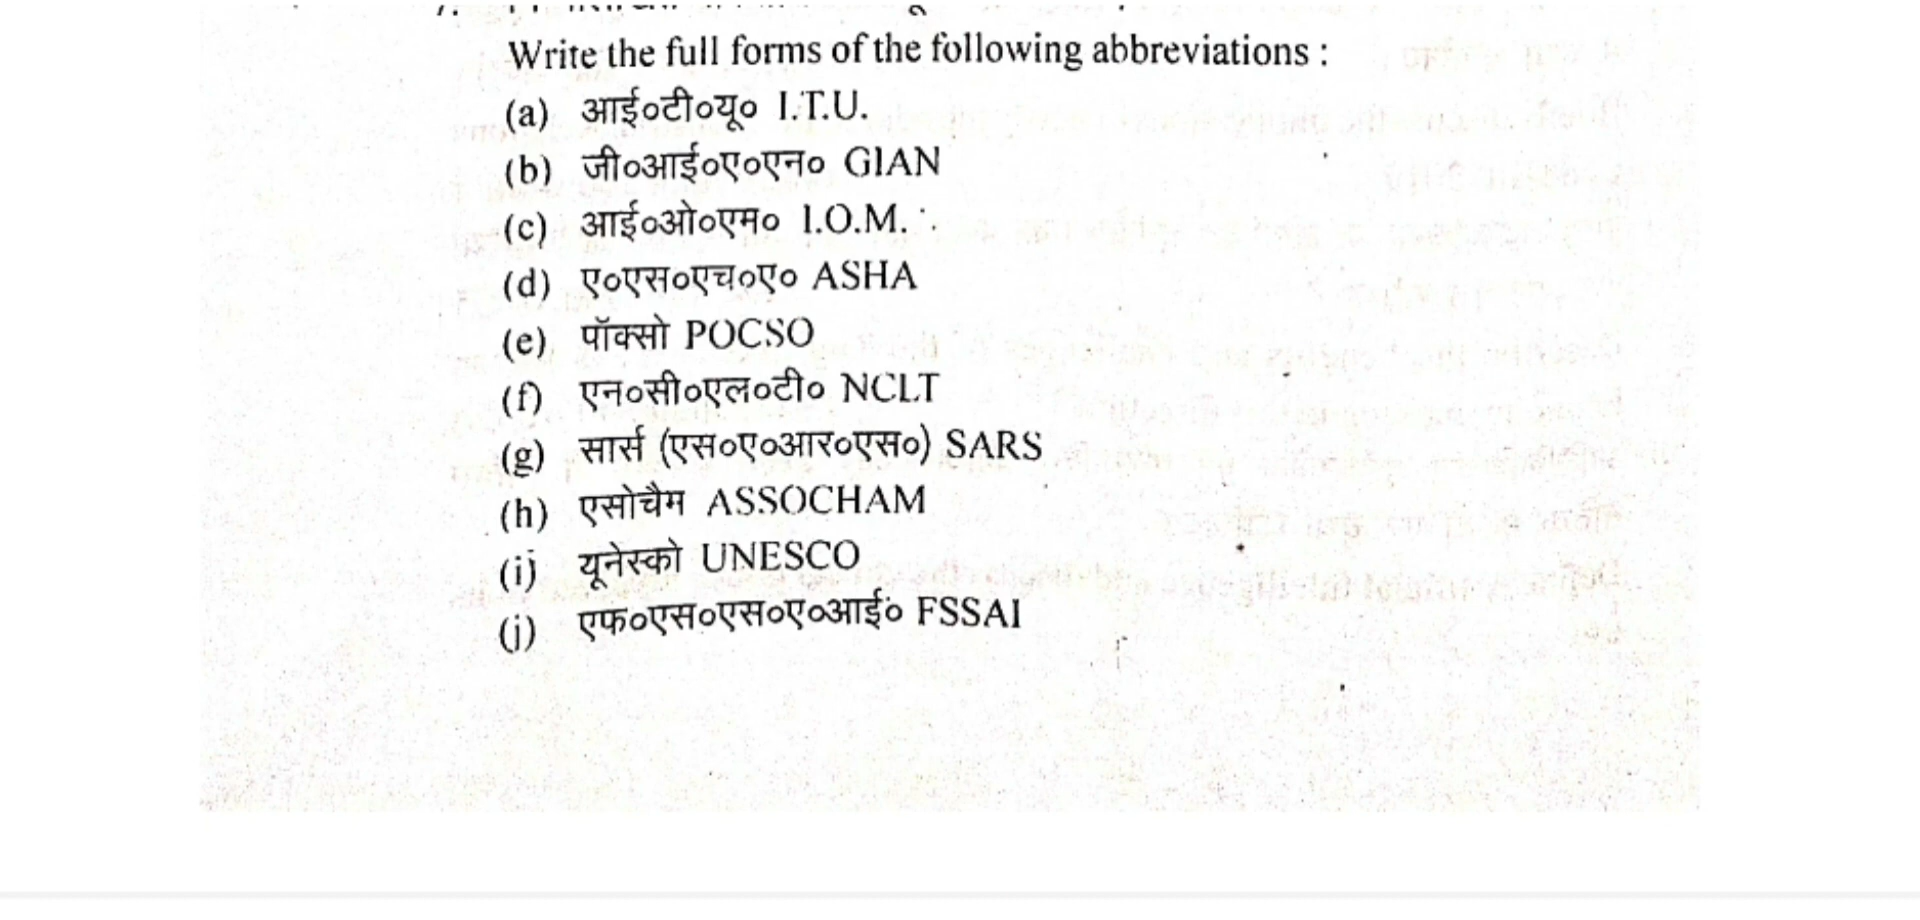 7.
Write the full forms of the following abbreviations :
(a) आई०टी०यू० I.T.U.
(b) जी०आई०ए०एन० GIAN
(c) आई०ओ०एम० I.O.M.
(d) ए०एस०एच०ए० ASHA
(e) पॉक्सो POCSO
(f) एन०सी०एल०टी० NCLT
(g) सार्स (एस०ए०आर०एस०) SARS
(h) एसोचैम ASSOCHAM
(i) यूनेस्को UNESCO
(j) एफ०एस०एस०ए०आई० FSSAI